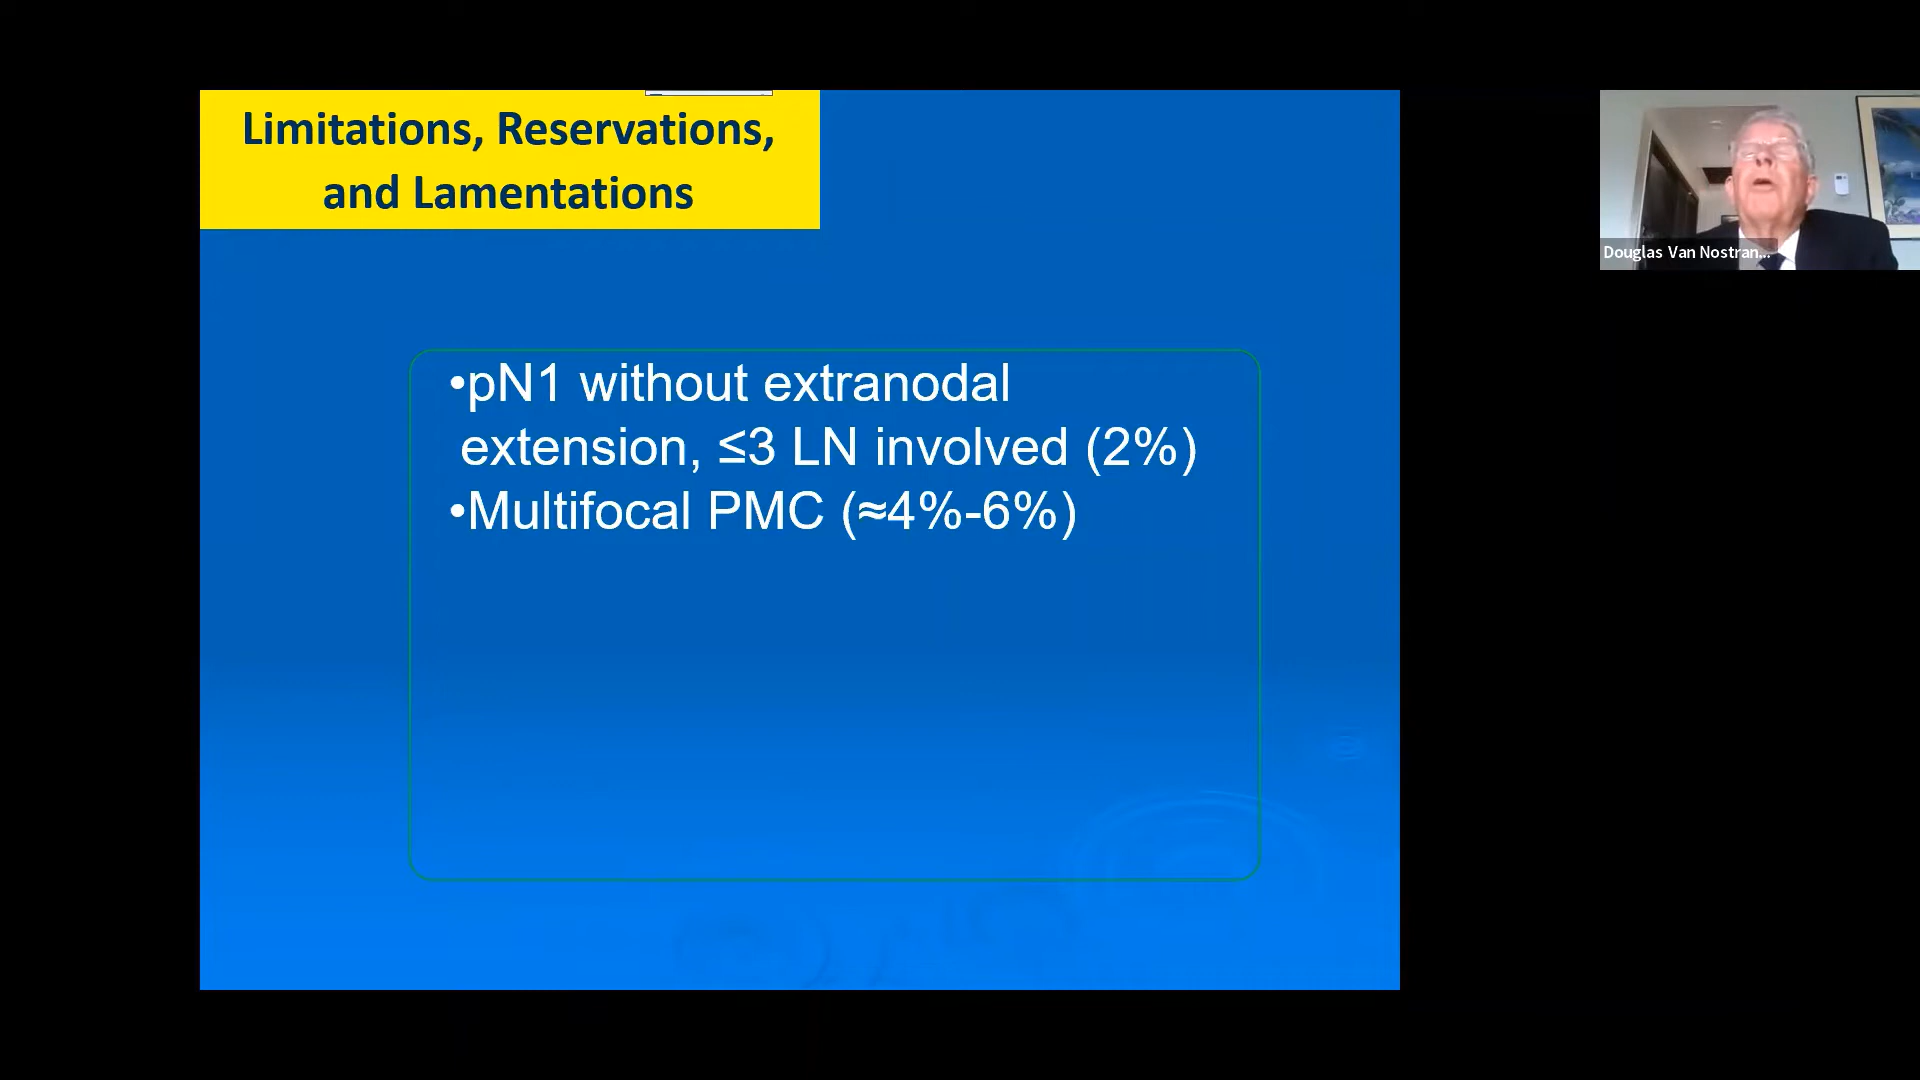 Limitations, Reservations,
and Lamentations
•pN1 without extranodal
extension, ≤3 LN involved (2%)
•Multifocal PMC (≈4%-6%)
Douglas Van Nostran...